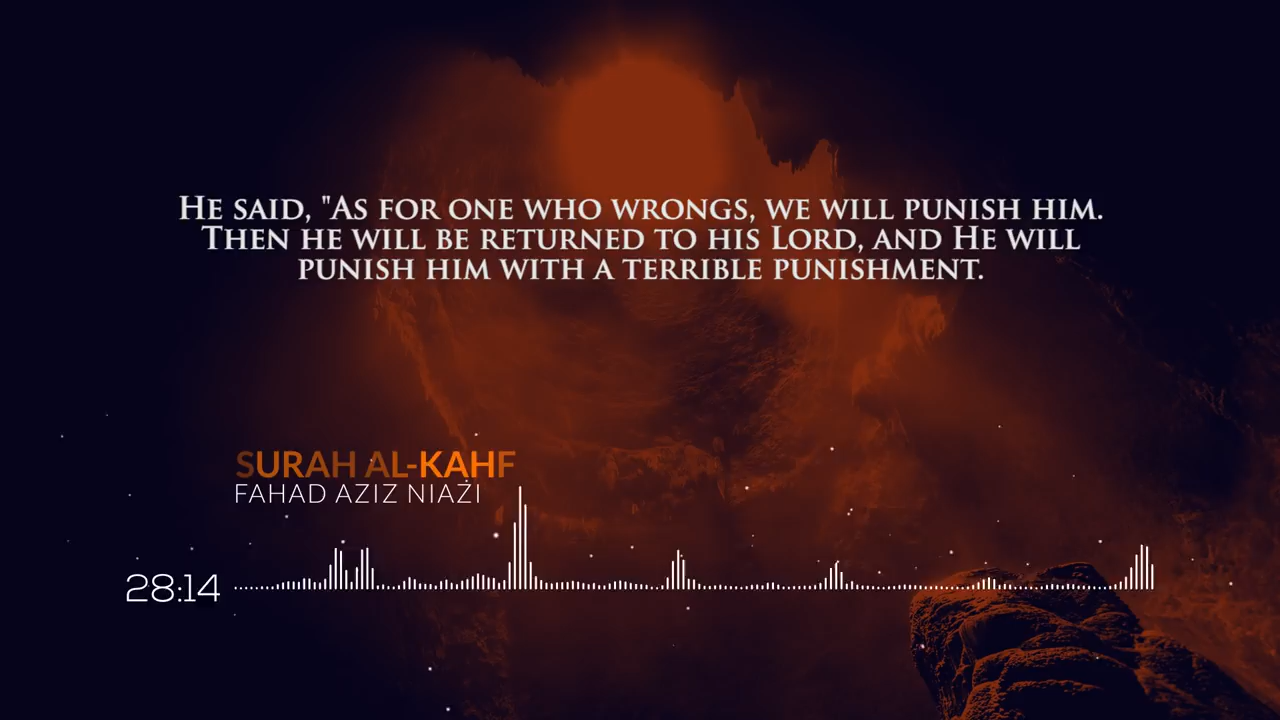 He said, "As for one who wrongs, we will punish him.
Then he will be returned to his Lord, and He will
punish him with a terrible punishment.
SURAH AL-KAHF
FAHAD AZIZ NIAZI
28:14